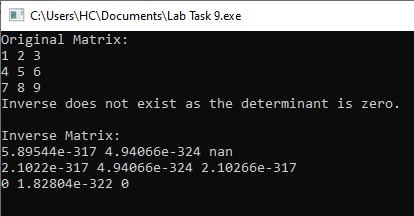 C:\Users\HC\Documents\Lab Task 9.exe
Original Matrix:
1 2 3
4 5 6
7 8 9
Inverse does not exist as the determinant is zero.
Inverse Matrix:
5.89544e-317 4.94066e-324 nan
2.1022e-317 4.94066e-324 2.10266e-317
0 1.82804e-322 0